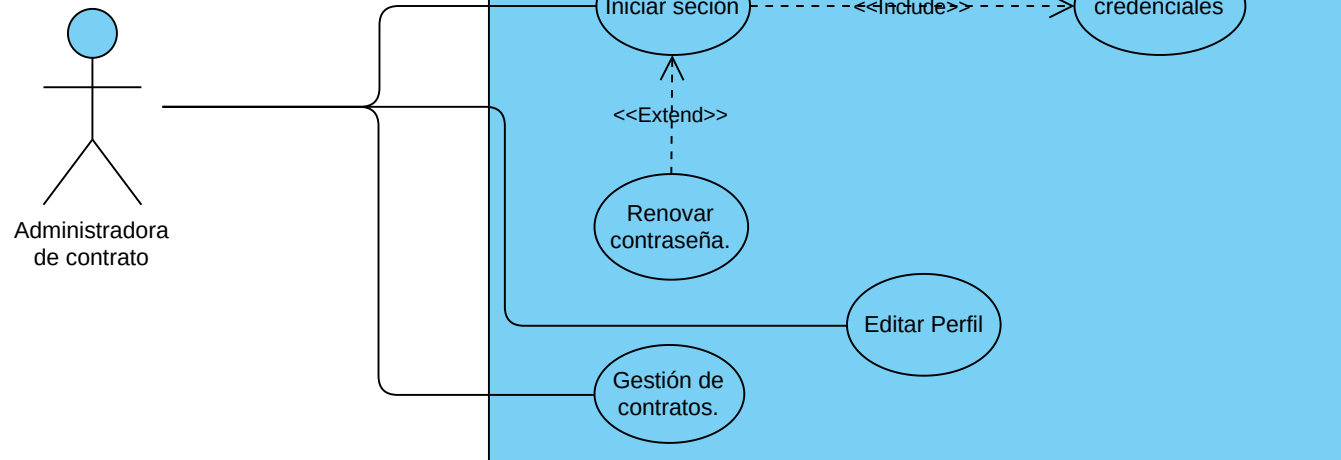 Iniciar seción
<<Include>>
credenciales
<<Extend>>
Renovar
contraseña.
Administradora
de contrato
Editar Perfil
Gestión de
contratos.